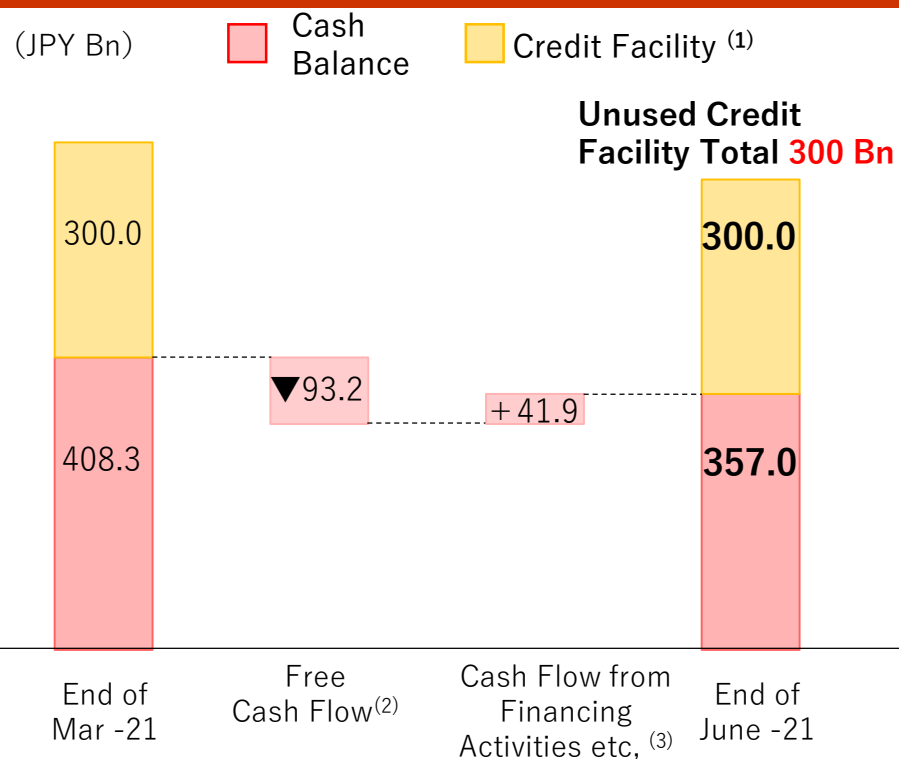 (JPY Bn)
Cash
Balance
Credit Facility (1)
Unused Credit
Facility Total 300 Bn
300.0
300.0
▼93.2
+41.9
408.3
357.0
End of
Mar -21
Free
Cash Flow(2)
Cash Flow from
Financing
Activities etc, (3)
End of
June -21